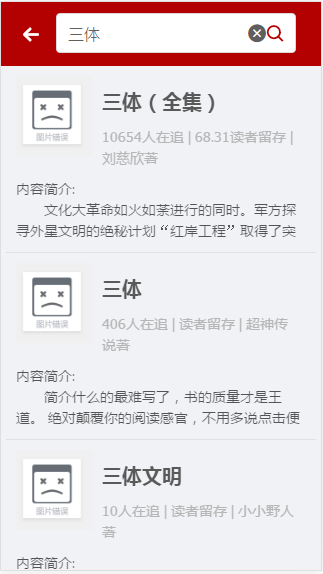 三体
图片错误
三体（全集）
10654人在追 | 68.31读者留存 |
刘慈欣著
内容简介:
文化大革命如火如荼进行的同时。军方探
寻外星文明的绝秘计划“红岸工程”取得了突
图片错误
三体
406人在追 | 读者留存 | 超神传
说著
内容简介:
简介什么的最难写了，书的质量才是王
道。 绝对颠覆你的阅读感官，不用多说点击便
图片错误
三体文明
10人在追 | 读者留存 | 小小野人
著
内容简介: